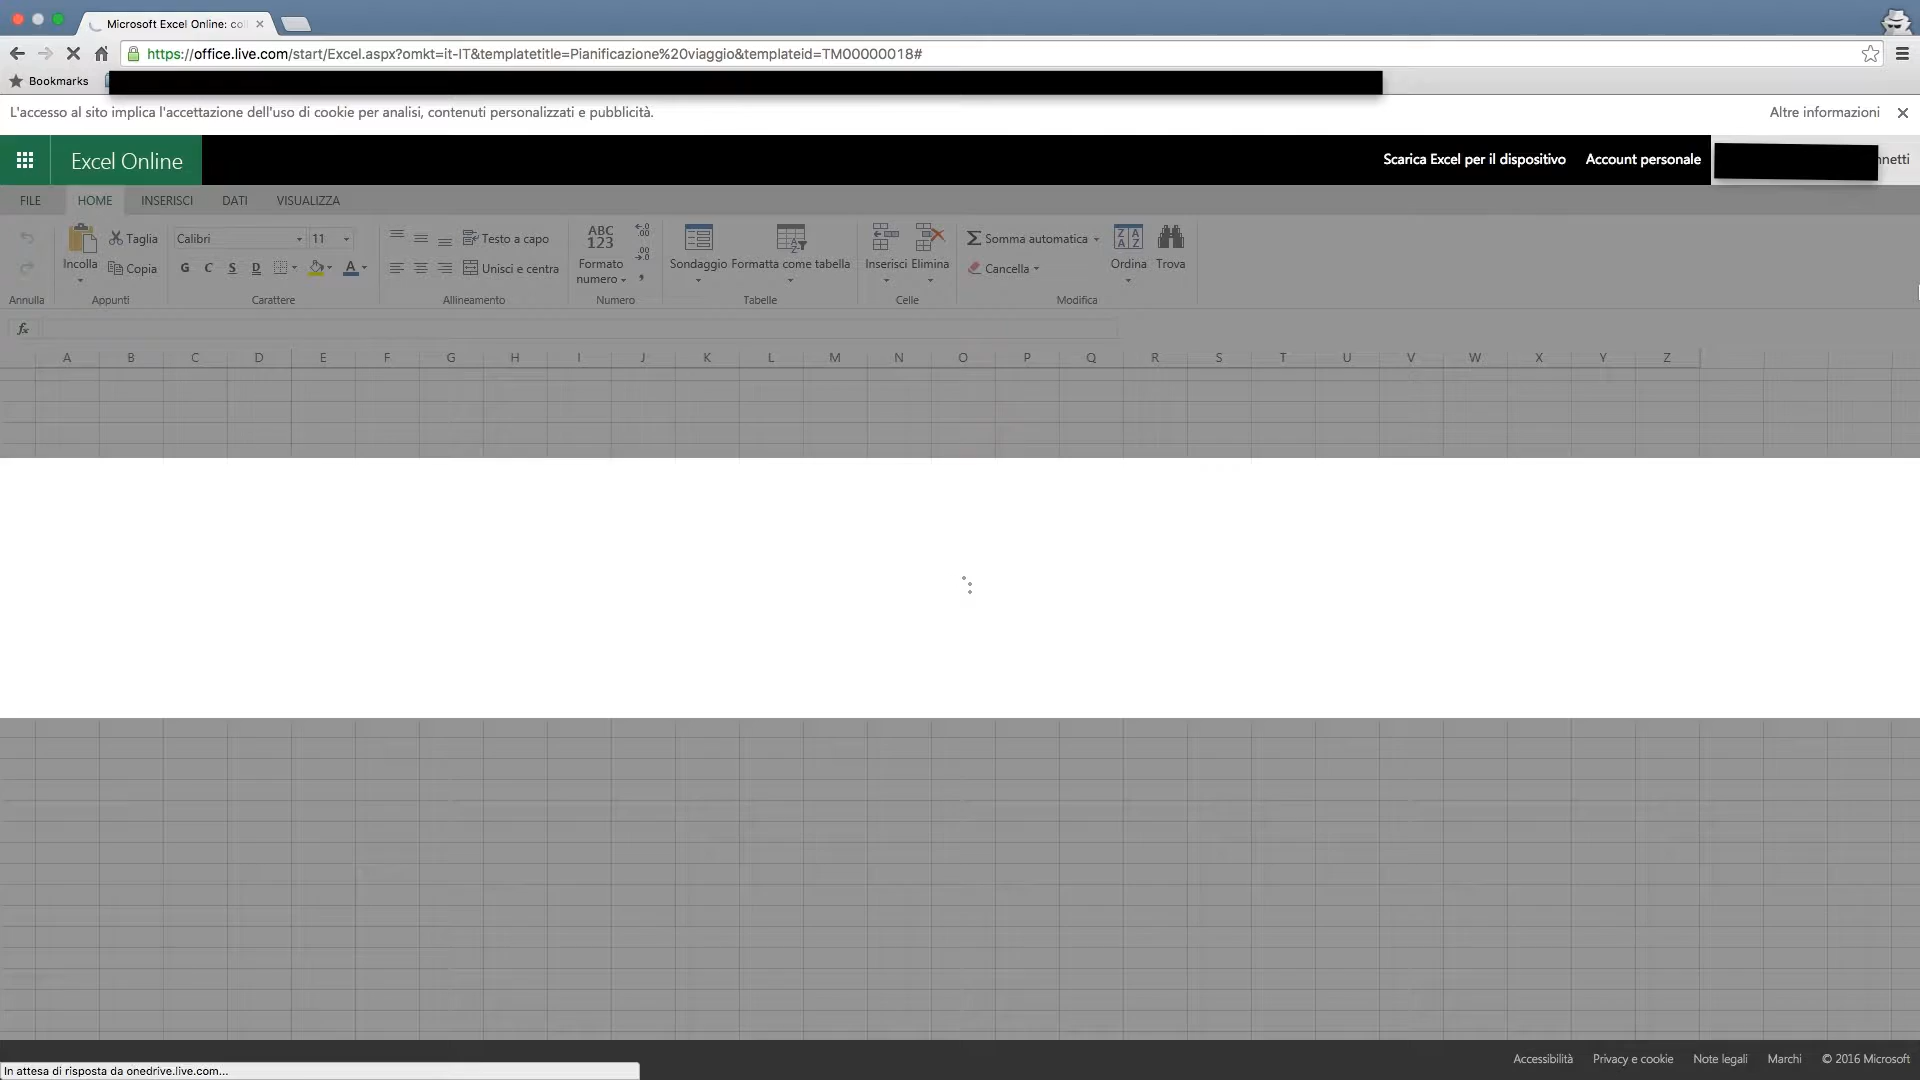 Microsoft Excel Online: co
https://office.live.com/start/Excel.aspx?omkt=it-IT&templatetitle=Pianificazione%20viaggio&templateid=TM00000018#
Bookmarks
L'accesso al sito implica l'accettazione dell'uso di cookie per analisi, contenuti personalizzati e pubblicità. Altre informazioni
Excel Online Scarica Excel per il dispositivo Account personale nnetti
FILE HOME INSERISCI DATI VISUALIZZA
Taglia Calibri 11 Testo a capo ABC 123 Somma automatica
Incolla Copia G C S D A Unisci e centra Formato numero Sondaggio Formatta come tabella Inserisci Elimina Cancella Ordina Trova
Annulla Appunti Carattere Allineamento Numero Tabelle Celle Modifica
fx
A B C D E F G H I J K L M N O P Q R S T U V W X Y Z
Accessibilità Privacy e cookie Note legali Marchi © 2016 Microsoft
In attesa di risposta da onedrive.live.com...